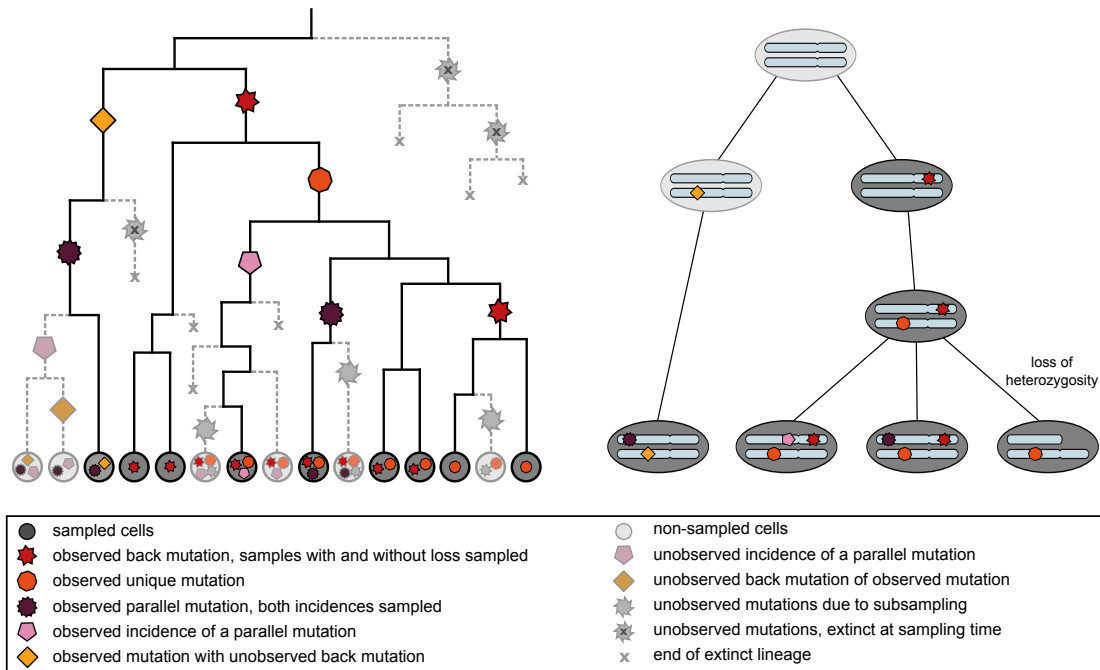 x
x
x
x
x
x
x
x
x
x
x
loss of
heterozygosity
sampled cells
observed back mutation, samples with and without loss sampled
observed unique mutation
observed parallel mutation, both incidences sampled
observed incidence of a parallel mutation
observed mutation with unobserved back mutation
non-sampled cells
unobserved incidence of a parallel mutation
unobserved back mutation of observed mutation
unobserved mutations due to subsampling
x unobserved mutations, extinct at sampling time
x end of extinct lineage